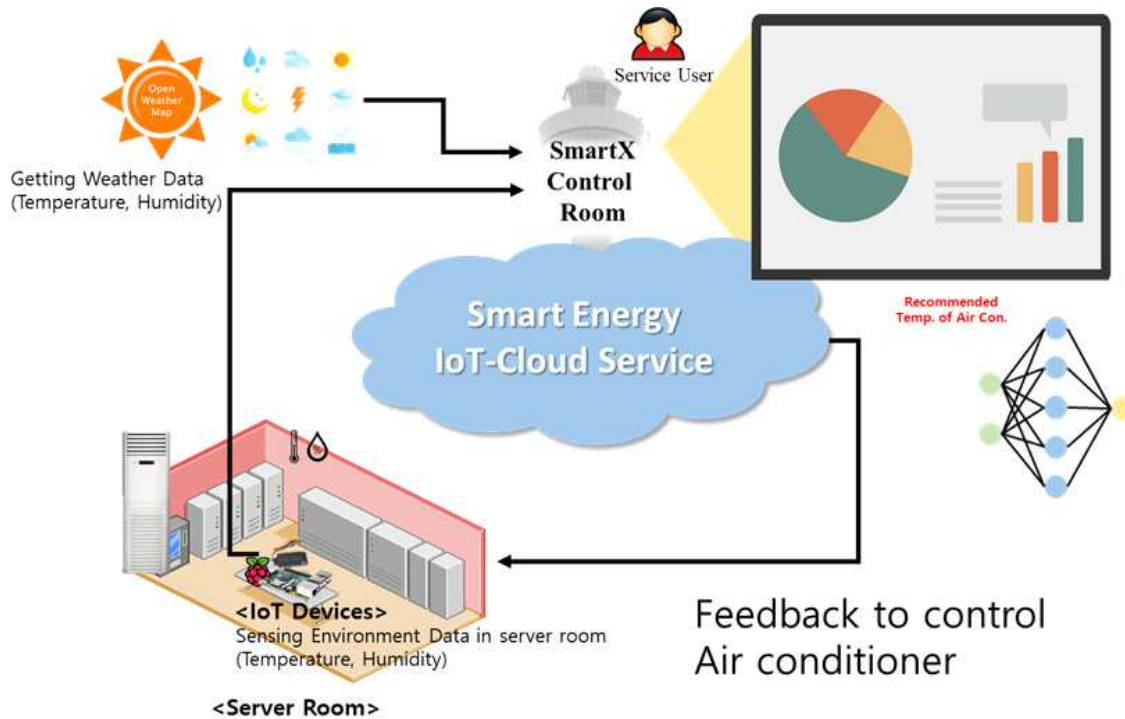 Open
Weather
Map
Getting Weather Data
(Temperature, Humidity)
Service User
SmartX
Control
Room
Smart Energy
IoT-Cloud Service
Recommended
Temp. of Air Con.
<IoT Devices>
Sensing Environment Data in server room
(Temperature, Humidity)
<Server Room>
Feedback to control
Air conditioner